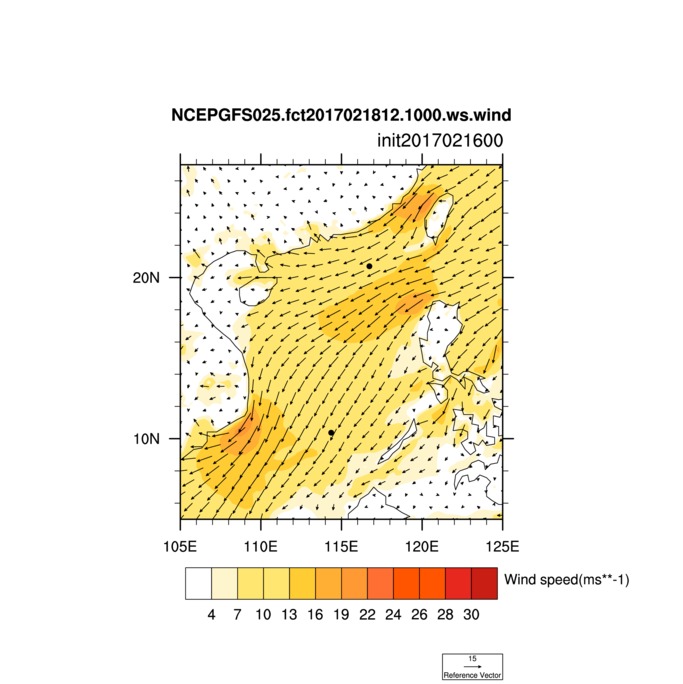 NCEPGFS025.fct2017021812.1000.ws.wind
init2017021600
20N
10N
105E 110E 115E 120E 125E
Wind speed(ms**-1)
4 7 10 13 16 19 22 24 26 28 30
15
Reference Vector